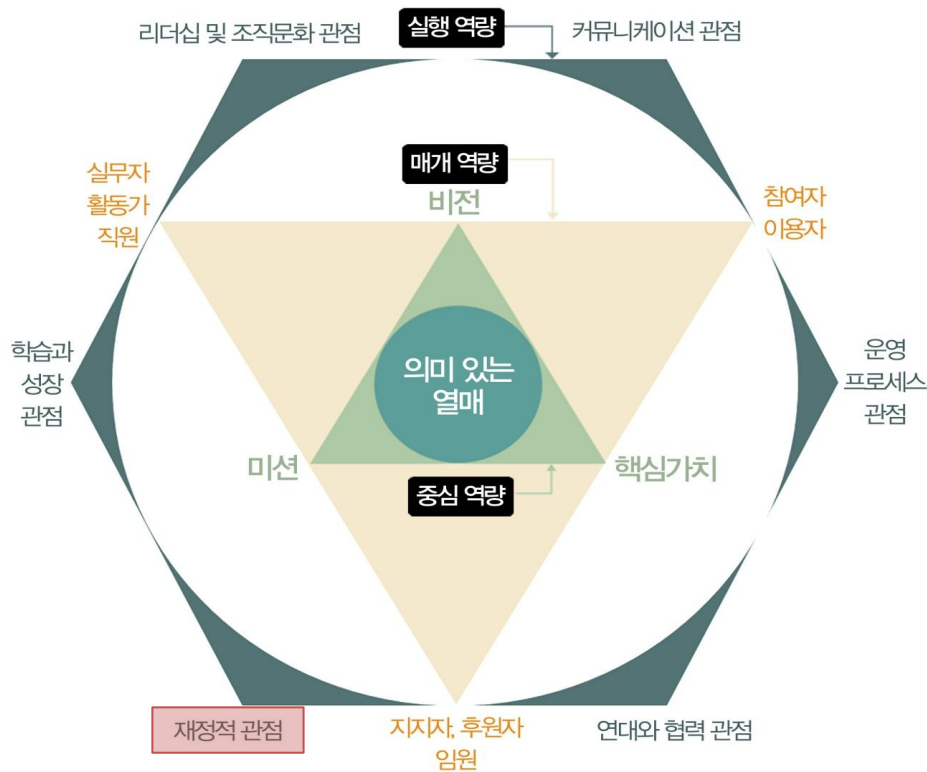 리더십 및 조직문화 관점
실행 역량
커뮤니케이션 관점
매개 역량
실무자
활동가
직원
비전
참여자
이용자
학습과
성장
관점
의미 있는
열매
운영
프로세스
관점
미션
핵심가치
중심 역량
재정적 관점
지지자, 후원자
임원
연대와 협력 관점